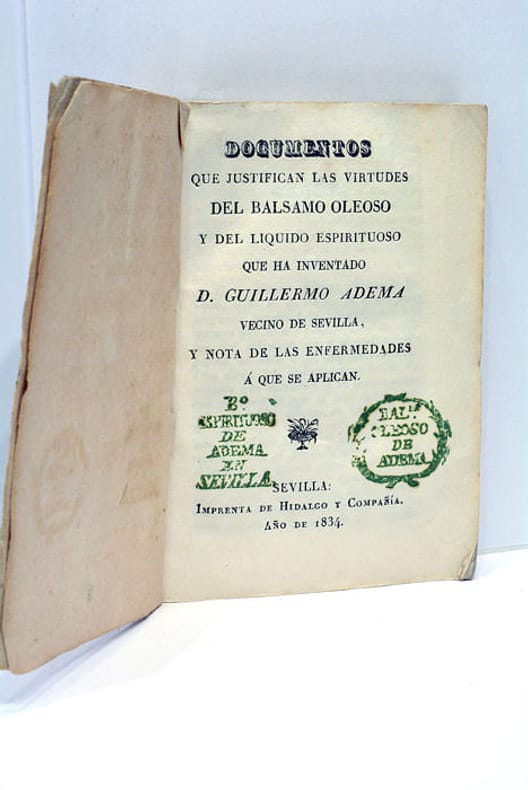 DOCUMENTOS
QUE JUSTIFICAN LAS VIRTUDES
DEL BALSAMO OLEOSO
Y DEL LIQUIDO ESPIRITUOSO
QUE HA INVENTADO
D. GUILLERMO ADEMA
VECINO DE SEVILLA,
Y NOTA DE LAS ENFERMEDADES
Á QUE SE APLICAN.
Bº
ESPIRITUOSO
DE
ADEMA
EN
SEVILLA
BALº
OLEOSO
DE
ADEMA
SEVILLA:
IMPRENTA DE HIDALGO Y COMPAÑÍA.
AÑO DE 1834.